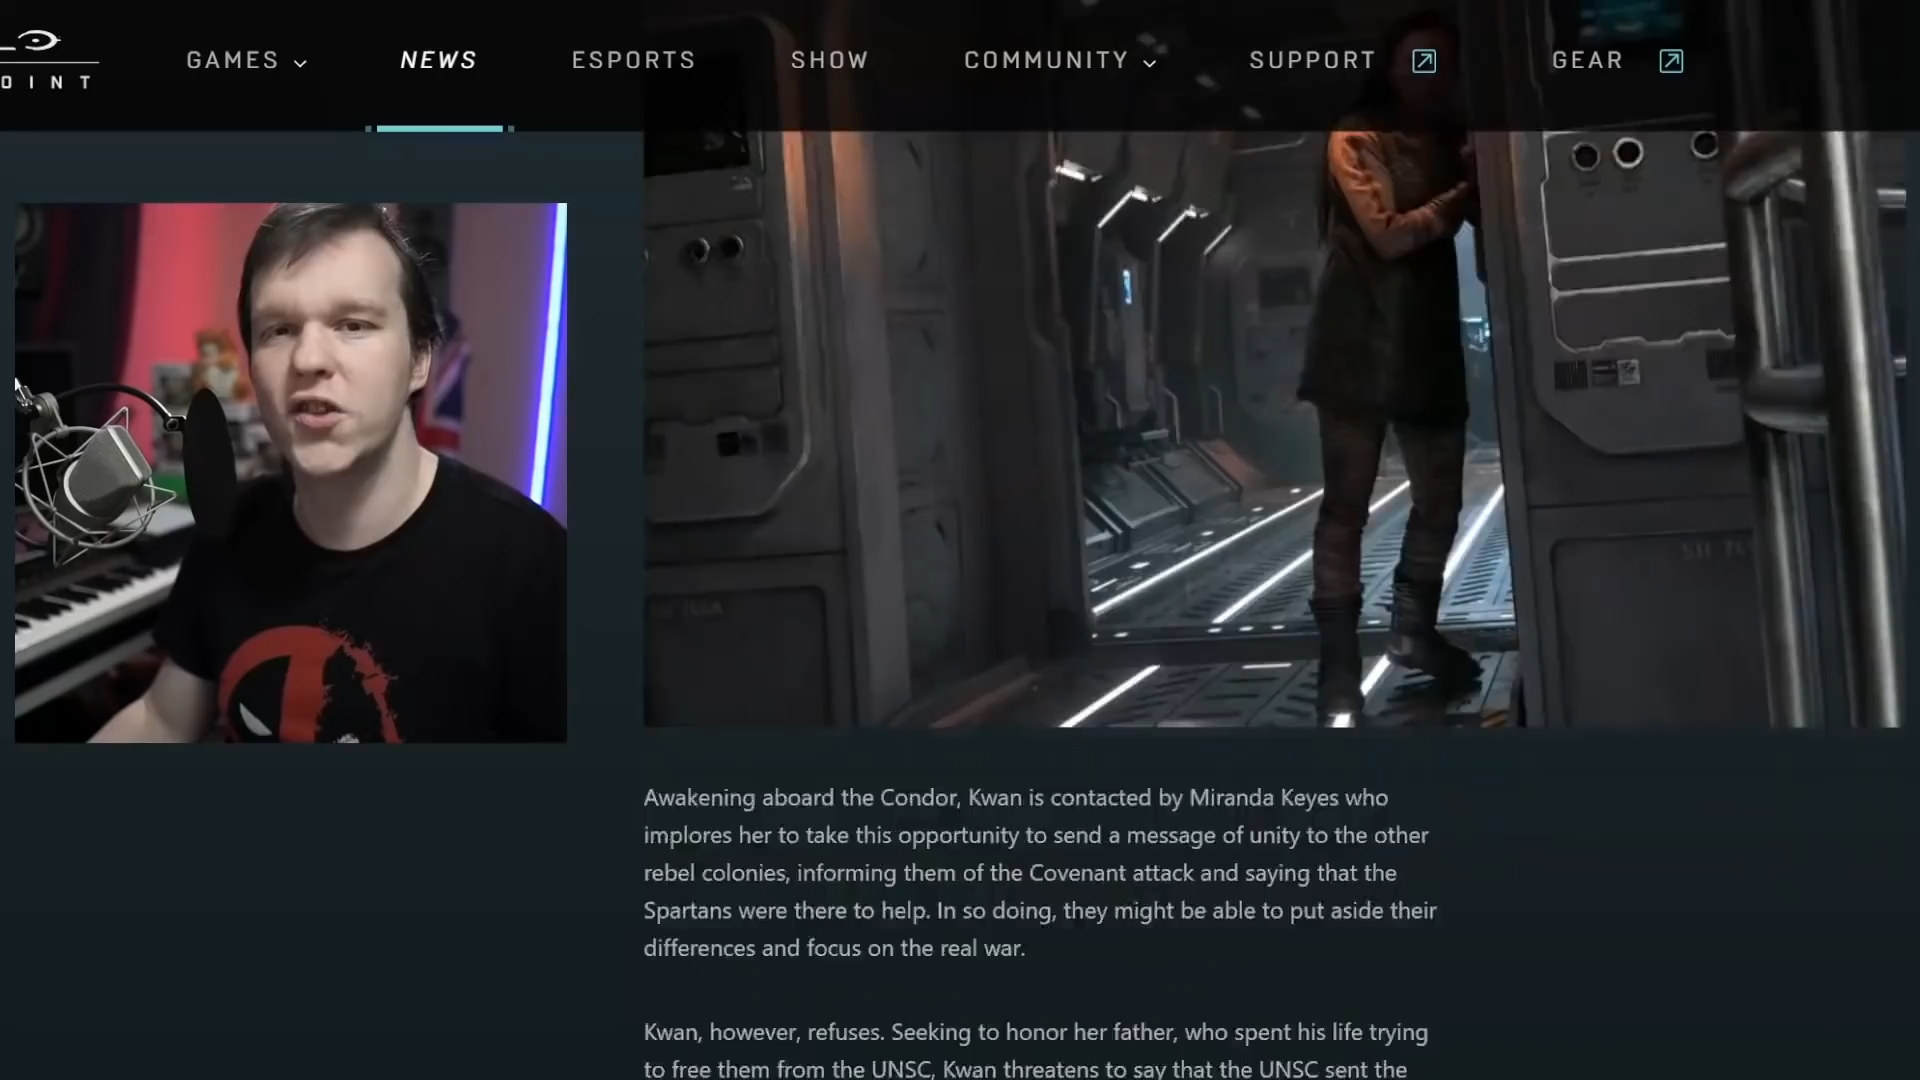 OINT
GAMES
NEWS
ESPORTS
SHOW
COMMUNITY
SUPPORT
GEAR
Awakening aboard the Condor, Kwan is contacted by Miranda Keyes who
implores her to take this opportunity to send a message of unity to the other
rebel colonies, informing them of the Covenant attack and saying that the
Spartans were there to help. In so doing, they might be able to put aside their
differences and focus on the real war.
Kwan, however, refuses. Seeking to honor her father, who spent his life trying
to free them from the UNSC, Kwan threatens to say that the UNSC sent the